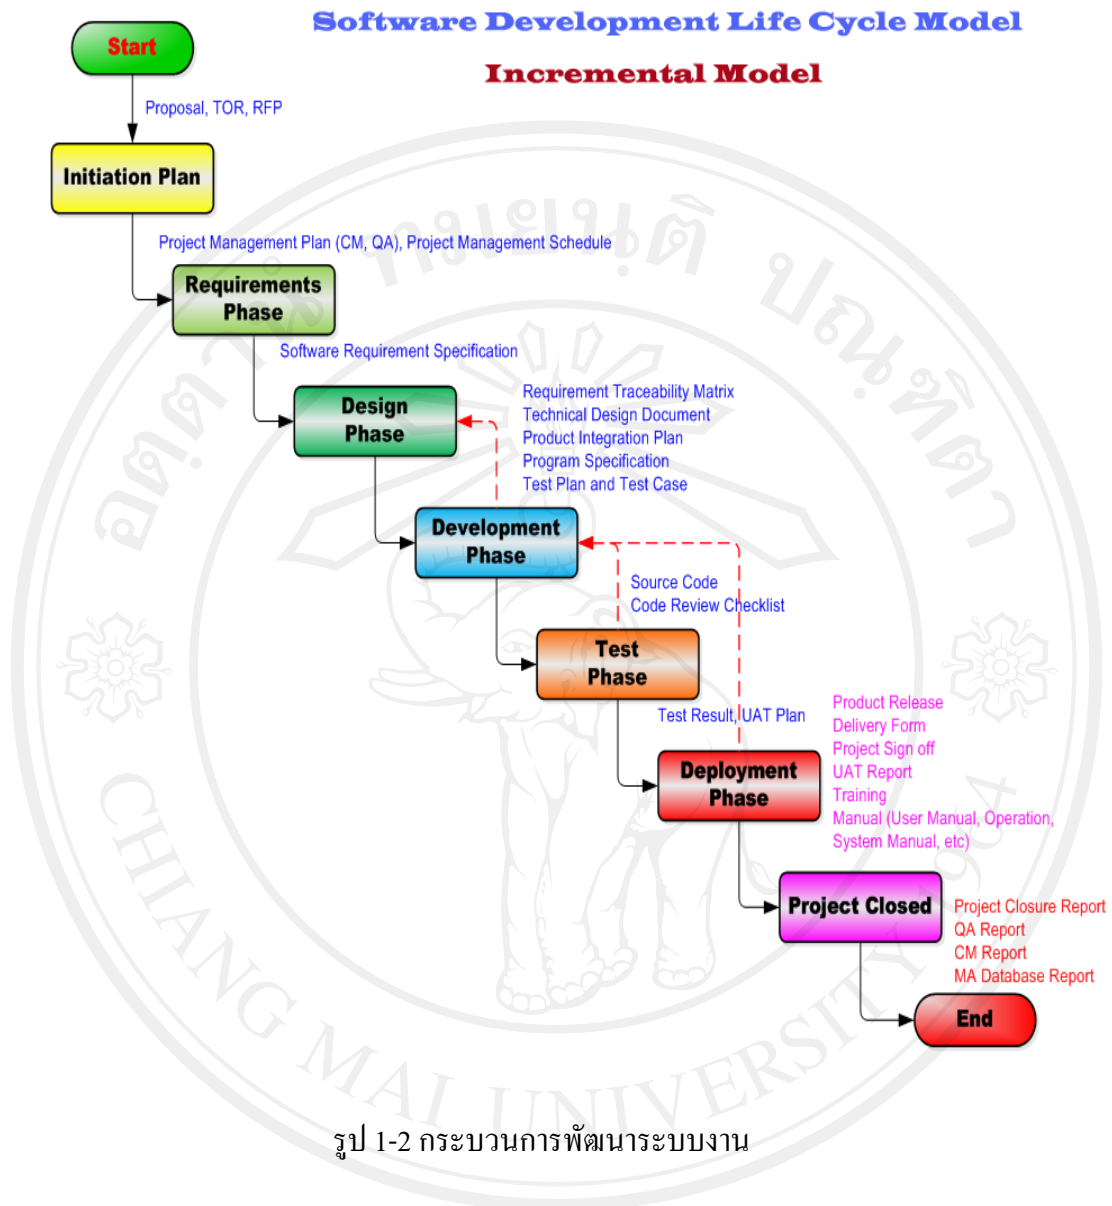 Software Development Life Cycle Model
Incremental Model
Start
Proposal, TOR, RFP
Initiation Plan
Project Management Plan (CM, QA), Project Management Schedule
Requirements
Phase
Software Requirement Specification
Design
Phase
Requirement Traceability Matrix
Technical Design Document
Product Integration Plan
Program Specification
Test Plan and Test Case
Development
Phase
Source Code
Code Review Checklist
Test
Phase
Test Result, UAT Plan
Deployment
Phase
Product Release
Delivery Form
Project Sign off
UAT Report
Training
Manual (User Manual, Operation,
System Manual, etc)
Project Closed
Project Closure Report
QA Report
CM Report
MA Database Report
End
CHIANG MAI UNIVERSITY 1964
รูป 1-2 กระบวนการพัฒนาระบบงาน